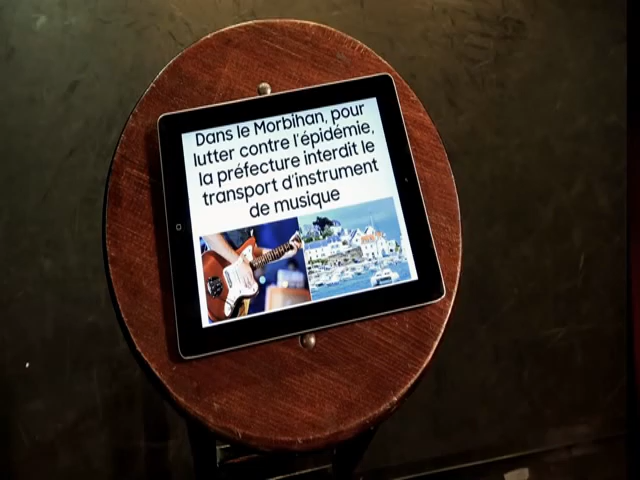 Dans le Morbihan, pour
lutter contre l'épidémie,
la préfecture interdit le
transport d'instrument
de musique